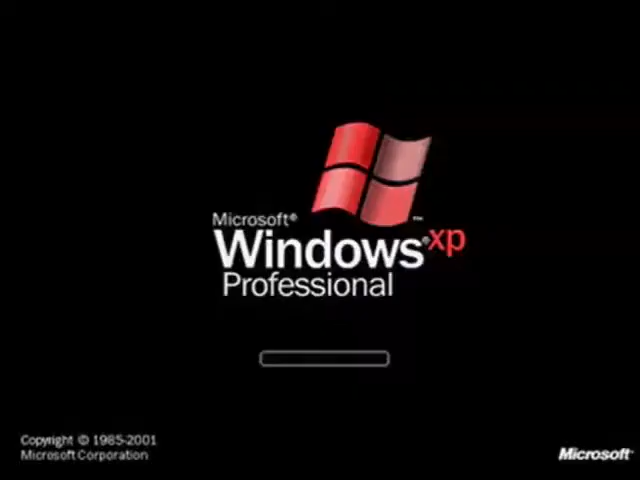 Microsoft®
Windows® xp
Professional
Copyright © 1985-2001
Microsoft Corporation
Microsoft